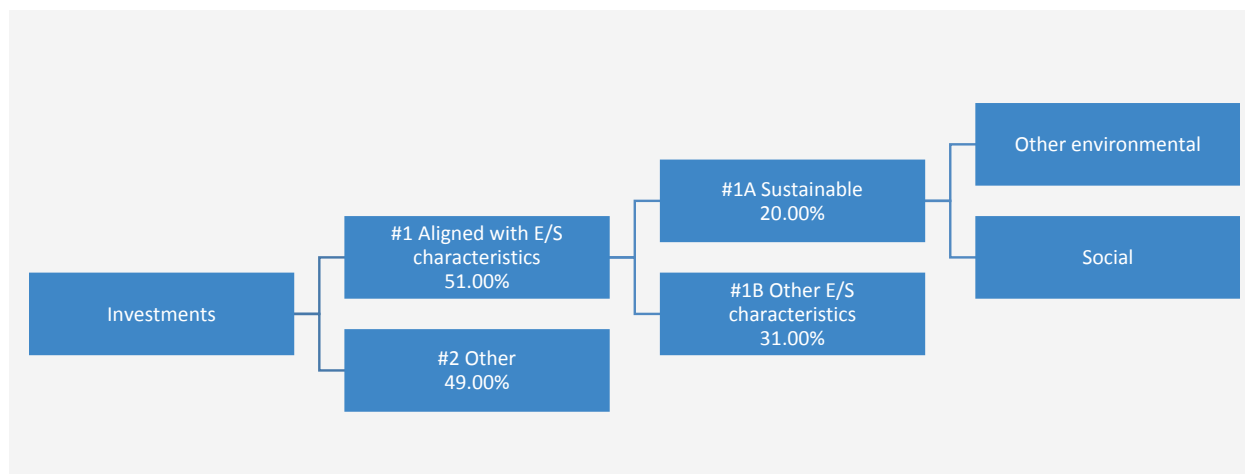 Investments
#1 Aligned with E/S
characteristics
51.00%
#2 Other
49.00%
#1A Sustainable
20.00%
#1B Other E/S
characteristics
31.00%
Other environmental
Social